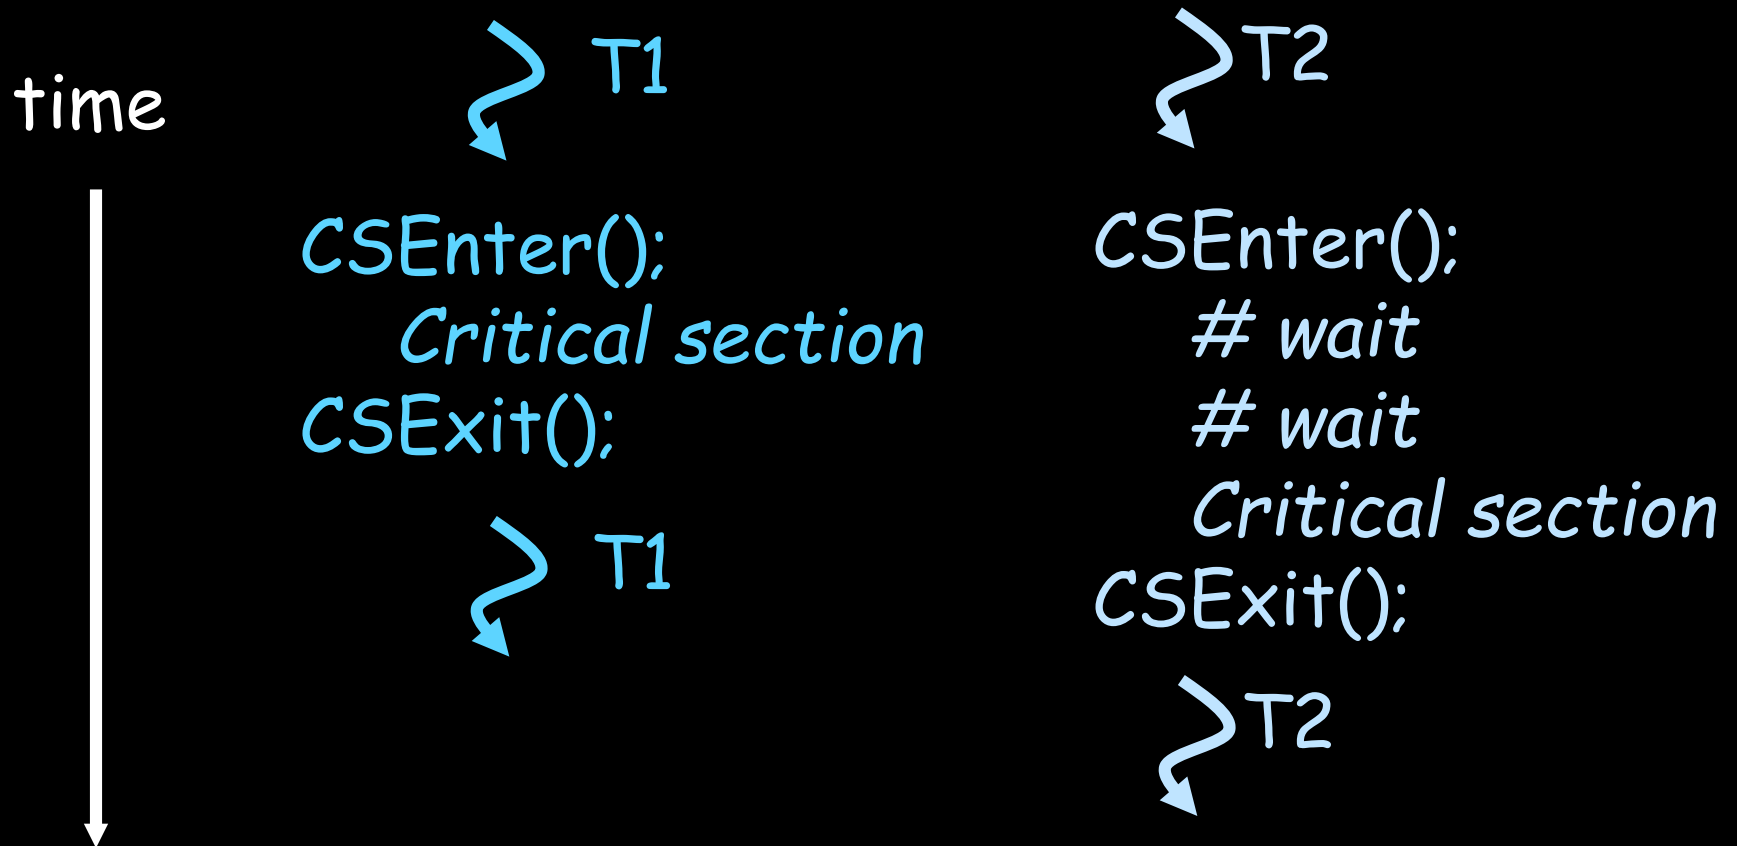 time
T1
CSEnter();
Critical section
CSExit();
T1
T2
CSEnter();
# wait
# wait
Critical section
CSExit();
T2